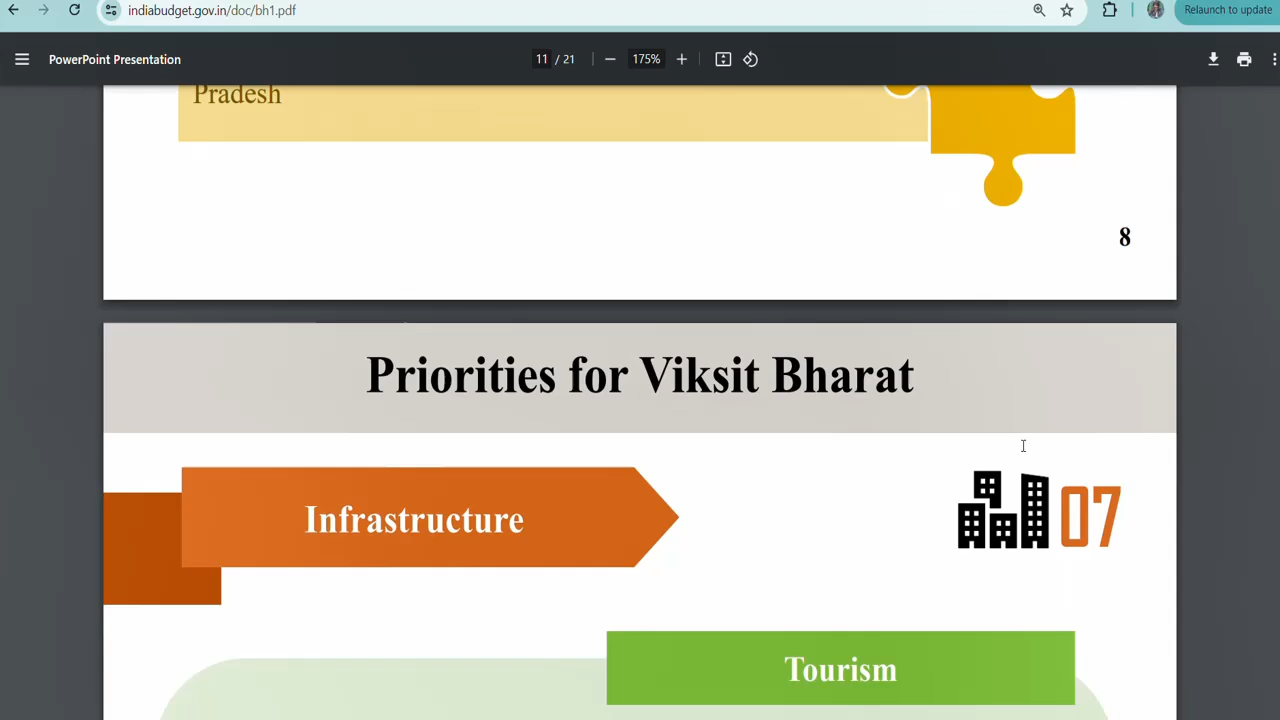 indiabudget.gov.in/doc/bh1.pdf
Relaunch to update
PowerPoint Presentation
11 / 21
175%
Pradesh
8
Priorities for Viksit Bharat
Infrastructure
07
Tourism